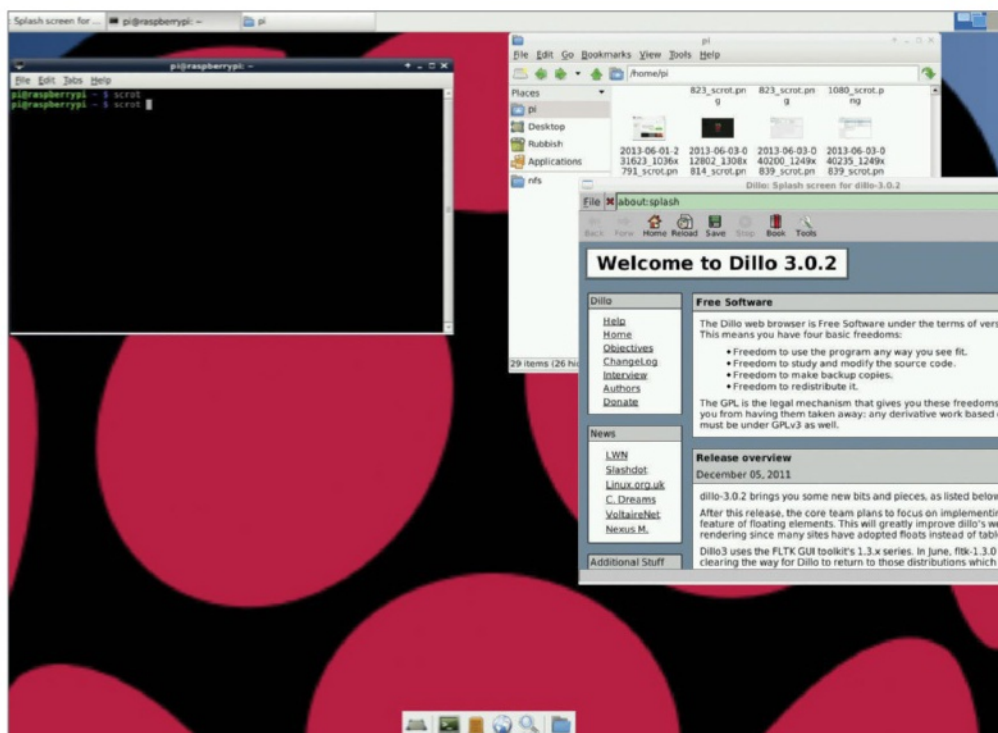 : Splash screen for ... pi@raspberrypi: ~ pi
pi@raspberrypi: ~
File Edit Tabs Help
pi@raspberrypi ~ $ scrot
pi@raspberrypi ~ $ scrot
pi
File Edit Go Bookmarks View Tools Help
/home/pi
Places
pi
Desktop
Rubbish
Applications
nfs
823_scrot.pn 823_scrot.pn 1080_scrot.p
g g ng
2013-06-01-2 2013-06-03-0 2013-06-03-0 2013-06-03-0
31623_1036x 12802_1308x 40200_1249x 40235_1249x
791_scrot.pn 814_scrot.pn 839_scrot.pn 839_scrot.pn
29 items (26 hi
Dillo: Splash screen for dillo-3.0.2
File about:splash
Back Forw Home Reload Save Stop Book Tools
Welcome to Dillo 3.0.2
Dillo
Help
Home
Objectives
ChangeLog
Interview
Authors
Donate
News
LWN
Slashdot
Linux.org.uk
C. Dreams
VoltaireNet
Nexus M.
Additional Stuff
Free Software
The Dillo web browser is Free Software under the terms of vers
This means you have four basic freedoms:
• Freedom to use the program any way you see fit.
• Freedom to study and modify the source code.
• Freedom to make backup copies.
• Freedom to redistribute it.
The GPL is the legal mechanism that gives you these freedoms
you from having them taken away: any derivative work based
must be under GPLv3 as well.
Release overview
December 05, 2011
dillo-3.0.2 brings you some new bits and pieces, as listed below
After this release, the core team plans to focus on implementin
feature of floating elements. This will greatly improve dillo's we
rendering since many sites have adopted floats instead of tabl
Dillo3 uses the FLTK GUI toolkit's 1.3.x series. In June, fltk-1.3.0
clearing the way for Dillo to return to those distributions which